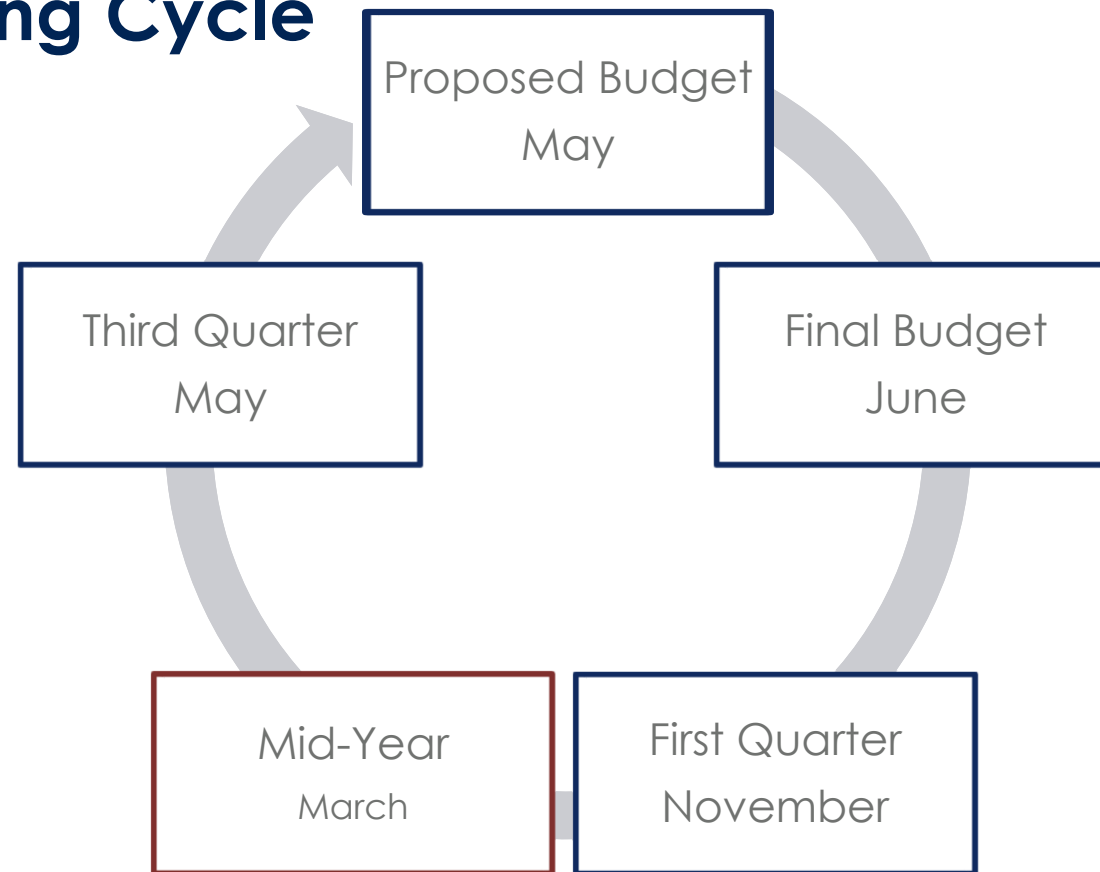 ng Cycle
Proposed Budget
May
Third Quarter
May
Final Budget
June
Mid-Year
March
First Quarter
November